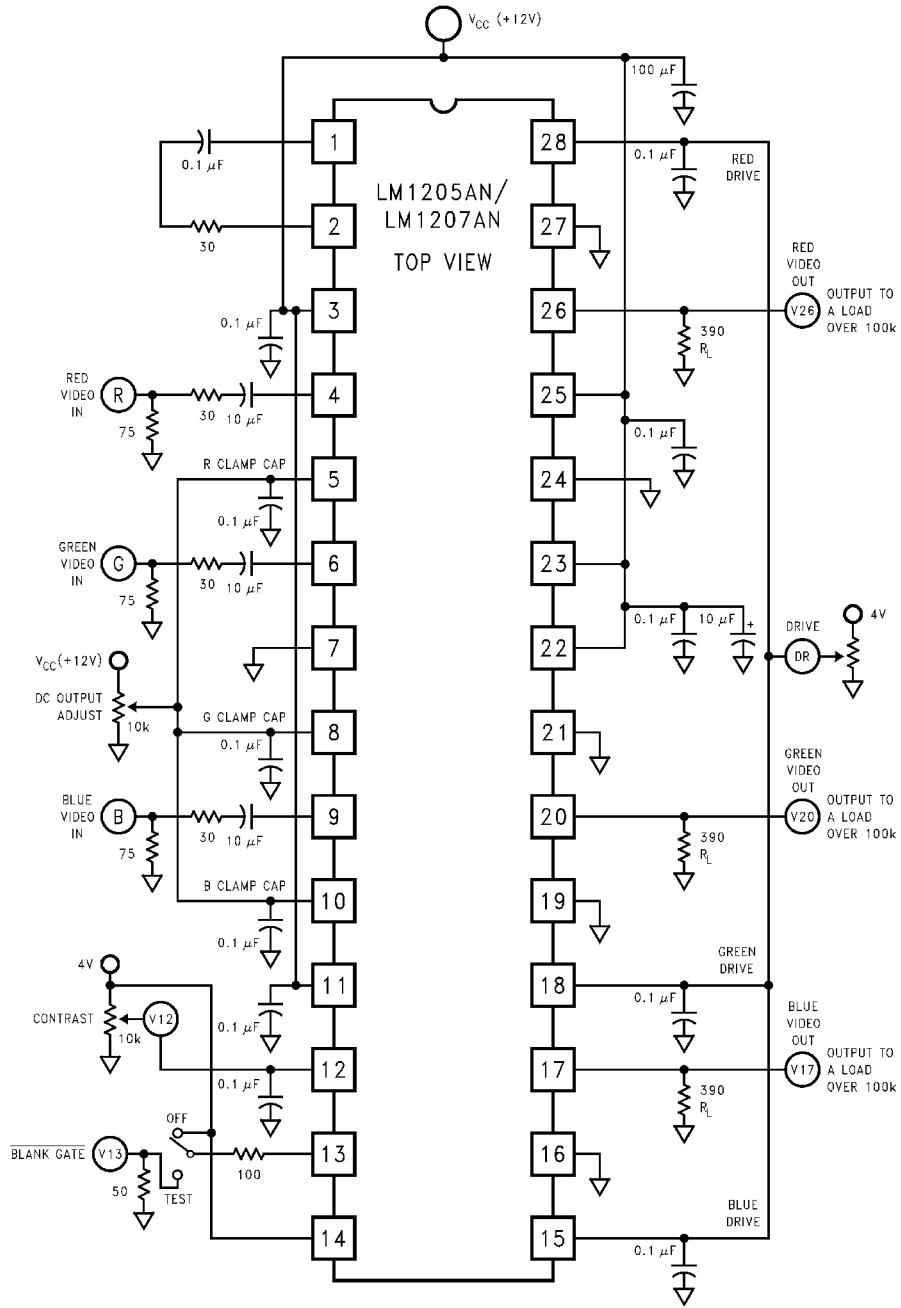 V_CC (+12V)
100 μF
1
28
0.1 μF
0.1 μF
RED
DRIVE
LM1205AN/
LM1207AN
TOP VIEW
2
27
30
RED
VIDEO
OUT
3
26
V26
OUTPUT TO
A LOAD
OVER 100k
0.1 μF
390
R_L
RED
VIDEO
IN
R
30
10 μF
4
25
75
0.1 μF
R CLAMP CAP
5
24
0.1 μF
GREEN
VIDEO
IN
G
30
10 μF
6
23
75
0.1 μF
10 μF
+
DRIVE
4V
7
22
DR
V_CC (+12V)
DC OUTPUT
ADJUST
10k
G CLAMP CAP
8
21
0.1 μF
GREEN
VIDEO
OUT
BLUE
VIDEO
IN
B
30
10 μF
9
20
V20
OUTPUT TO
A LOAD
OVER 100k
75
390
R_L
B CLAMP CAP
10
19
0.1 μF
GREEN
DRIVE
4V
11
18
0.1 μF
0.1 μF
CONTRAST
10k
V12
BLUE
VIDEO
OUT
12
17
V17
OUTPUT TO
A LOAD
OVER 100k
0.1 μF
390
R_L
OFF
BLANK GATE
V13
100
13
16
50
TEST
BLUE
DRIVE
14
15
0.1 μF